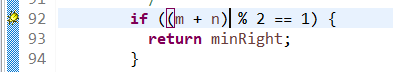 92 if ((m + n) % 2 == 1) {
93 return minRight;
94 }